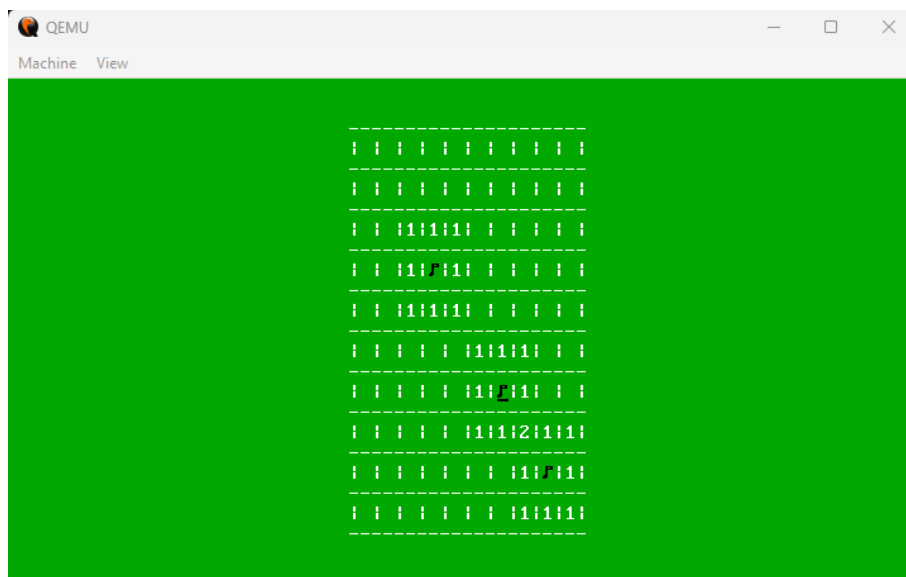 QEMU
Machine View
---------------------
| | | | | | | | | | |
---------------------
| | | | | | | | | | |
---------------------
| | |1|1|1| | | | | |
---------------------
| | |1|♪|1| | | | | |
---------------------
| | |1|1|1| | | | | |
---------------------
| | | | | |1|1|1| | |
---------------------
| | | | | |1|♪|1| | |
---------------------
| | | | | |1|1|2|1|1|
---------------------
| | | | | | | |1|♪|1|
---------------------
| | | | | | | |1|1|1|
---------------------